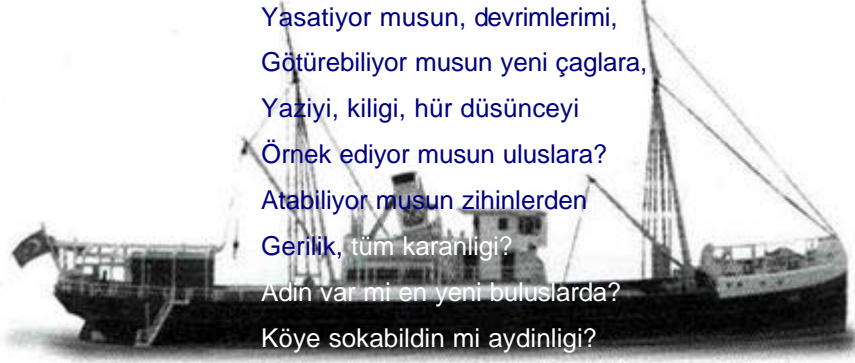 Yasatiyor musun, devrimlerimi,
Götürebiliyor musun yeni çaglara,
Yaziyi, kiligi, hür düsünceyi
Örnek ediyor musun uluslara?
Atabiliyor musun zihinlerden
Gerilik, tüm karanligi?
Adin var mi en yeni buluslarda?
Köye sokabildin mi aydinligi?